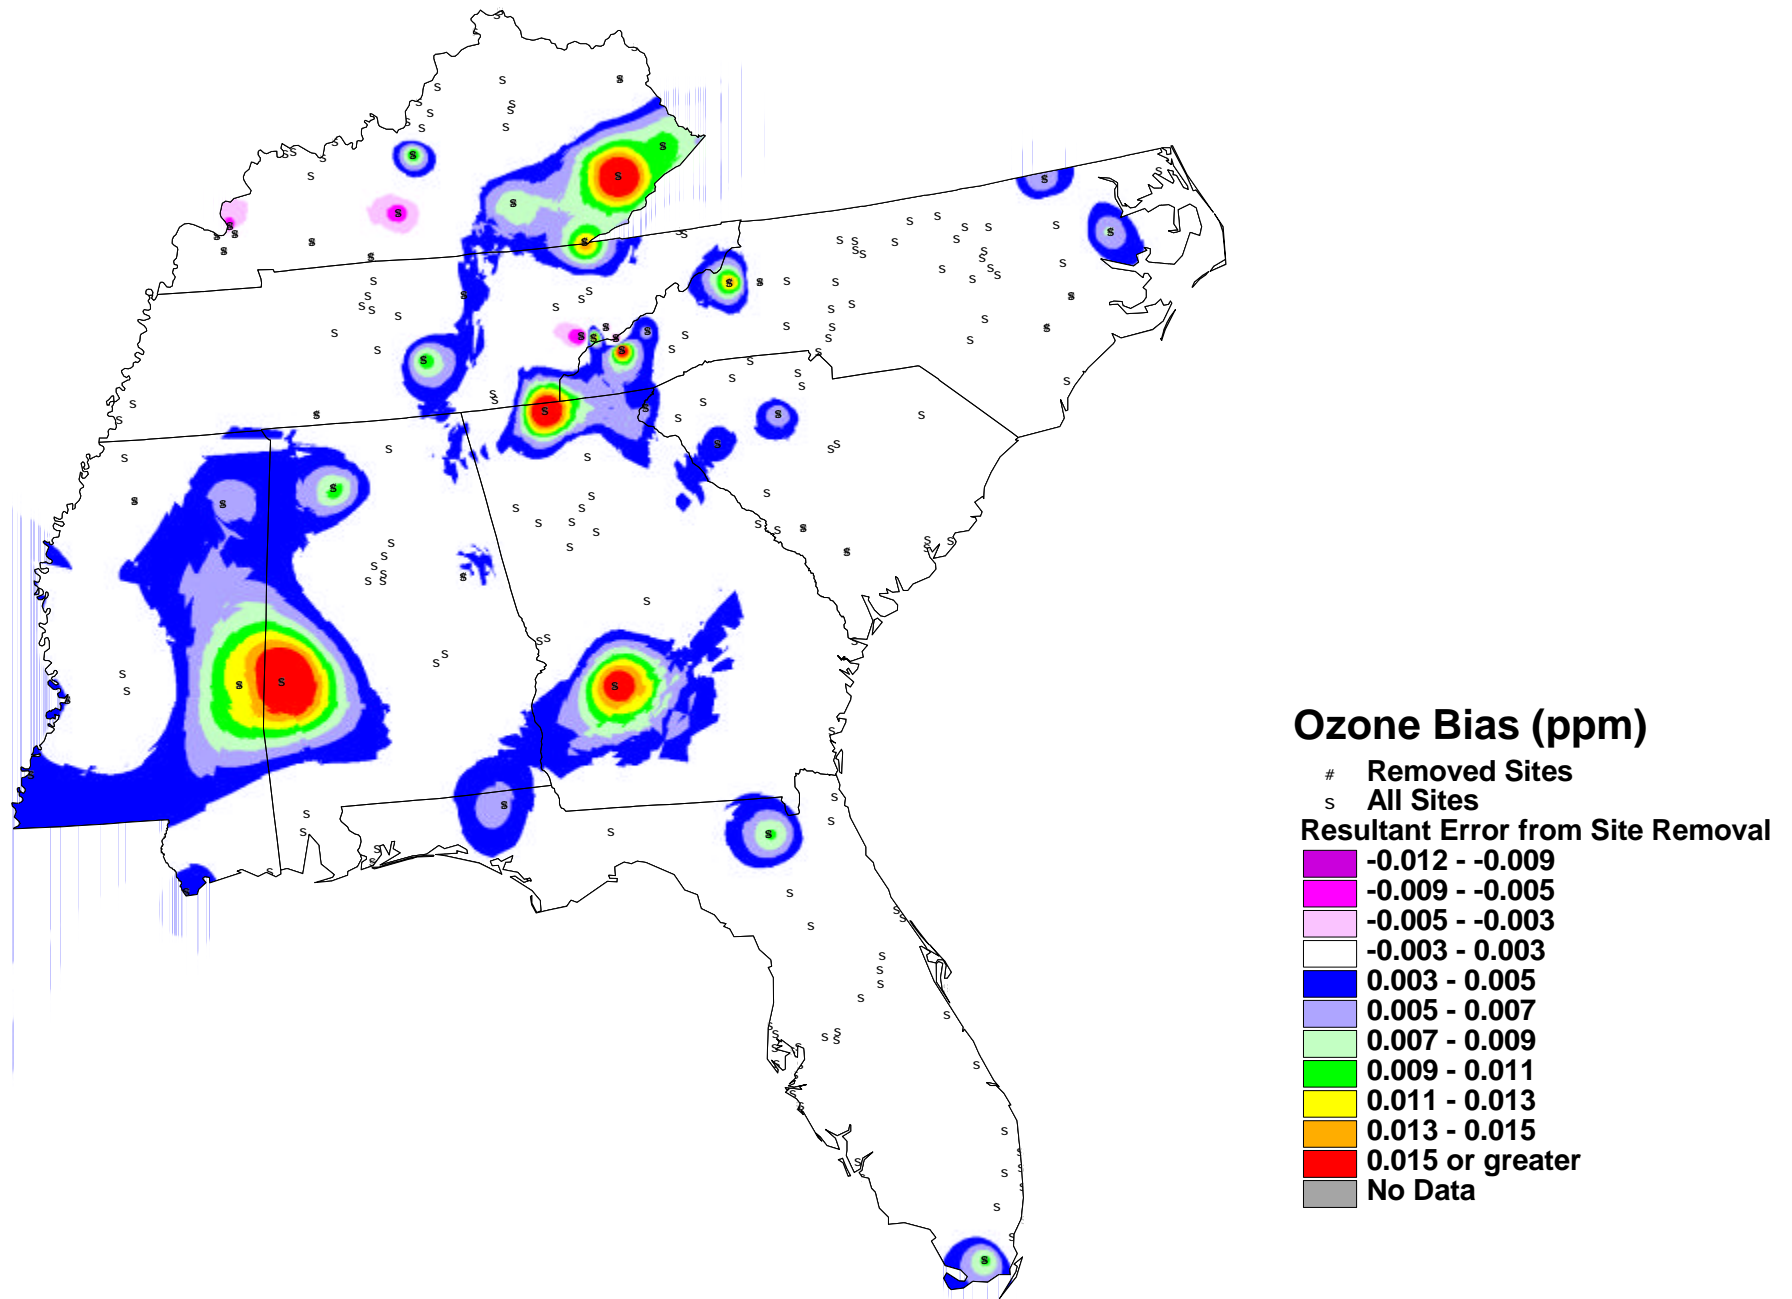 Ozone Bias (ppm)
# Removed Sites
s All Sites
Resultant Error from Site Removal
-0.012 - -0.009
-0.009 - -0.005
-0.005 - -0.003
-0.003 - 0.003
0.003 - 0.005
0.005 - 0.007
0.007 - 0.009
0.009 - 0.011
0.011 - 0.013
0.013 - 0.015
0.015 or greater
No Data